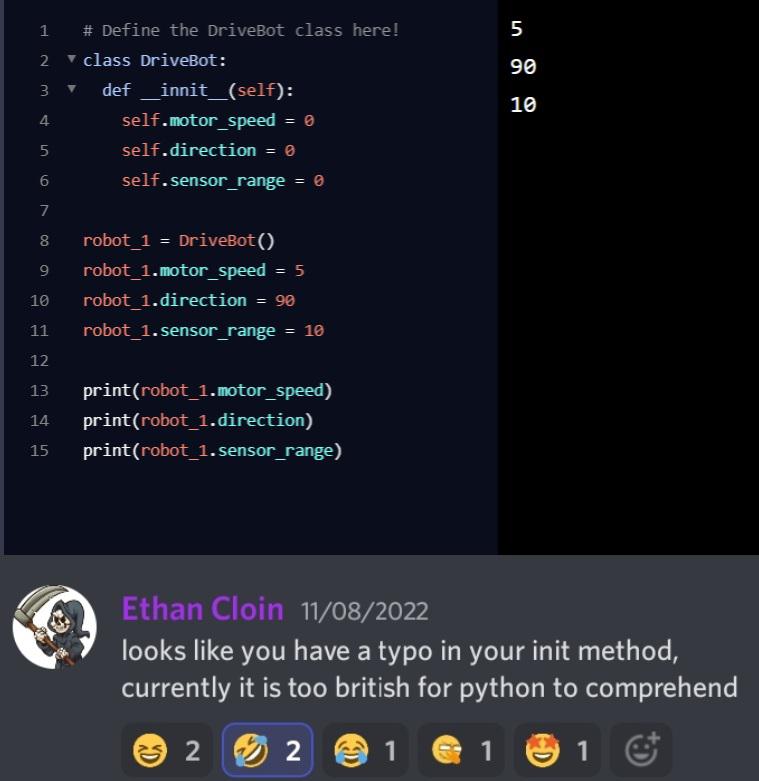 1 # Define the DriveBot class here!
2 ▼ class DriveBot:
3 ▼   def __innit__(self):
4     self.motor_speed = 0
5     self.direction = 0
6     self.sensor_range = 0
7
8 robot_1 = DriveBot()
9 robot_1.motor_speed = 5
10 robot_1.direction = 90
11 robot_1.sensor_range = 10
12
13 print(robot_1.motor_speed)
14 print(robot_1.direction)
15 print(robot_1.sensor_range)
5
90
10
Ethan Cloin 11/08/2022
looks like you have a typo in your init method,
currently it is too british for python to comprehend
😆 2 🤣 2 😂 1 1 🤩 1